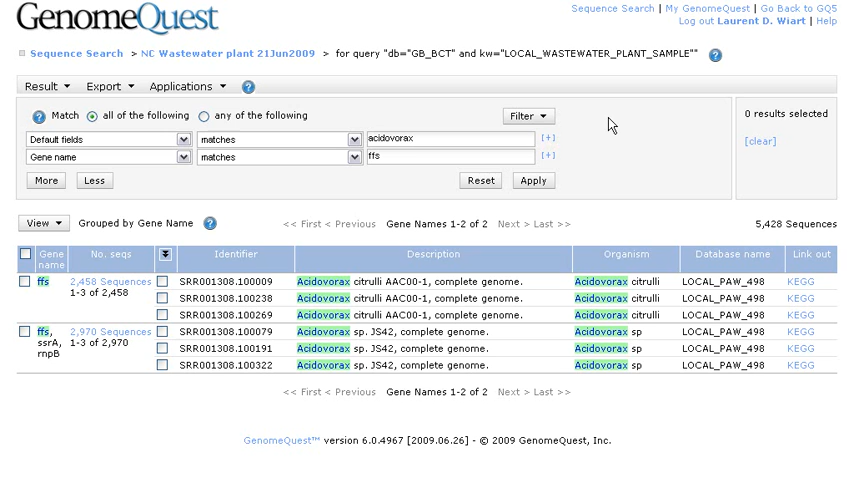 GenomeQuest
Sequence Search | My GenomeQuest | Go Back to GQ5
Log out Laurent D. Wiart | Help
Sequence Search > NC Wastewater plant 21Jun2009 > for query "db="GB_BCT" and kw="LOCAL_WASTEWATER_PLANT_SAMPLE"" ?
Result Export Applications ?
? Match all of the following any of the following Filter
Default fields matches acidovorax [+]
Gene name matches ffs [+]
More Less Reset Apply
0 results selected
[clear]
View Grouped by Gene Name ? << First < Previous Gene Names 1-2 of 2 Next > Last >> 5,428 Sequences
Gene name No. seqs Identifier Description Organism Database name Link out
ffs 2,458 Sequences SRR001308.100009 Acidovorax citrulli AAC00-1, complete genome. Acidovorax citrulli LOCAL_PAW_498 KEGG
1-3 of 2,458 SRR001308.100238 Acidovorax citrulli AAC00-1, complete genome. Acidovorax citrulli LOCAL_PAW_498 KEGG
SRR001308.100269 Acidovorax citrulli AAC00-1, complete genome. Acidovorax citrulli LOCAL_PAW_498 KEGG
ffs, 2,970 Sequences SRR001308.100079 Acidovorax sp. JS42, complete genome. Acidovorax sp LOCAL_PAW_498 KEGG
ssrA, 1-3 of 2,970 SRR001308.100191 Acidovorax sp. JS42, complete genome. Acidovorax sp LOCAL_PAW_498 KEGG
rnpB SRR001308.100322 Acidovorax sp. JS42, complete genome. Acidovorax sp LOCAL_PAW_498 KEGG
<< First < Previous Gene Names 1-2 of 2 Next > Last >>
GenomeQuest™ version 6.0.4967 [2009.06.26] - © 2009 GenomeQuest, Inc.